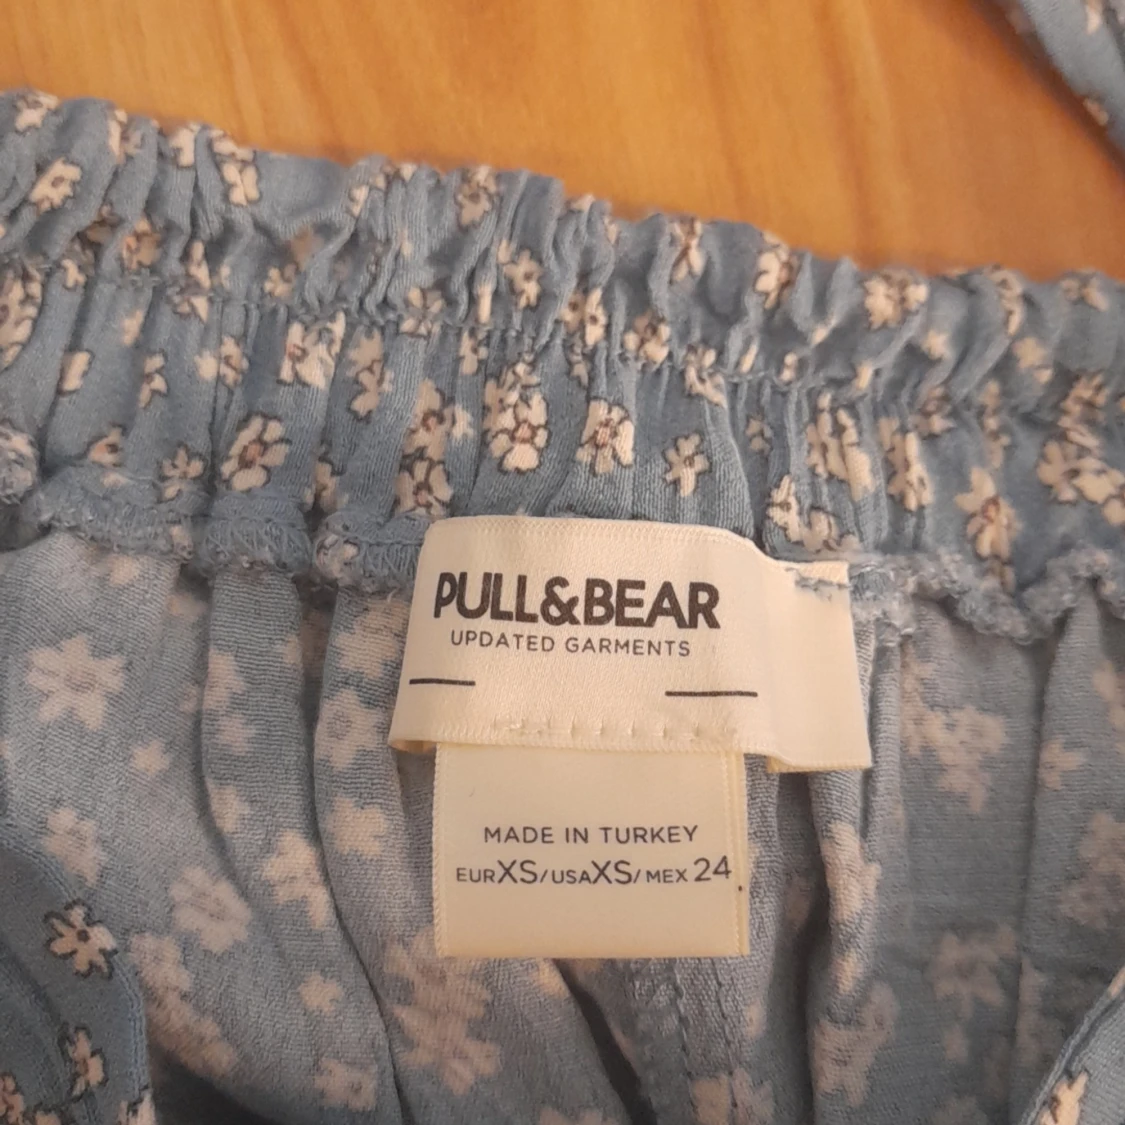 PULL&BEAR
UPDATED GARMENTS
MADE IN TURKEY
EURXS/USAXS/MEX 24